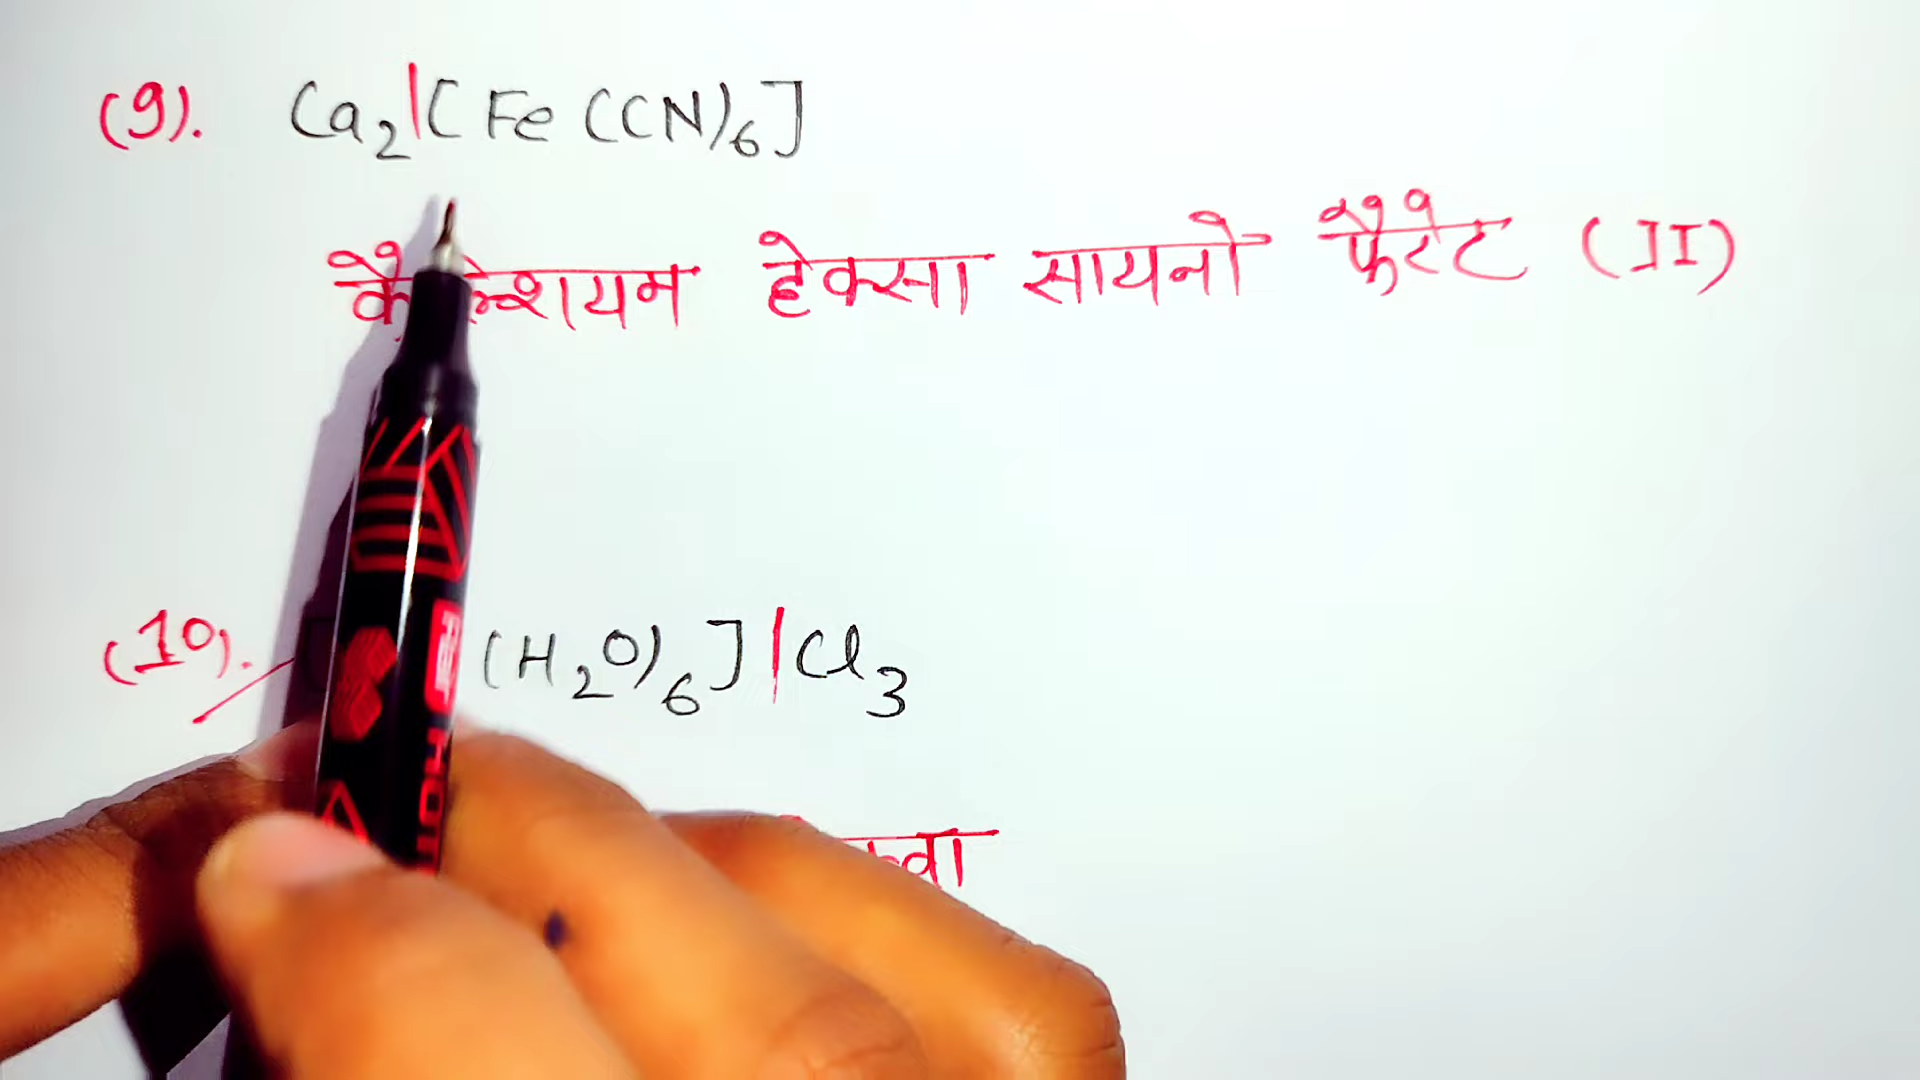 (9). Ca₂|[Fe(CN)₆]
कैल्शियम हेक्सा सायनो फैरेट (II)
(10). (H₂O)₆]|Cl₃